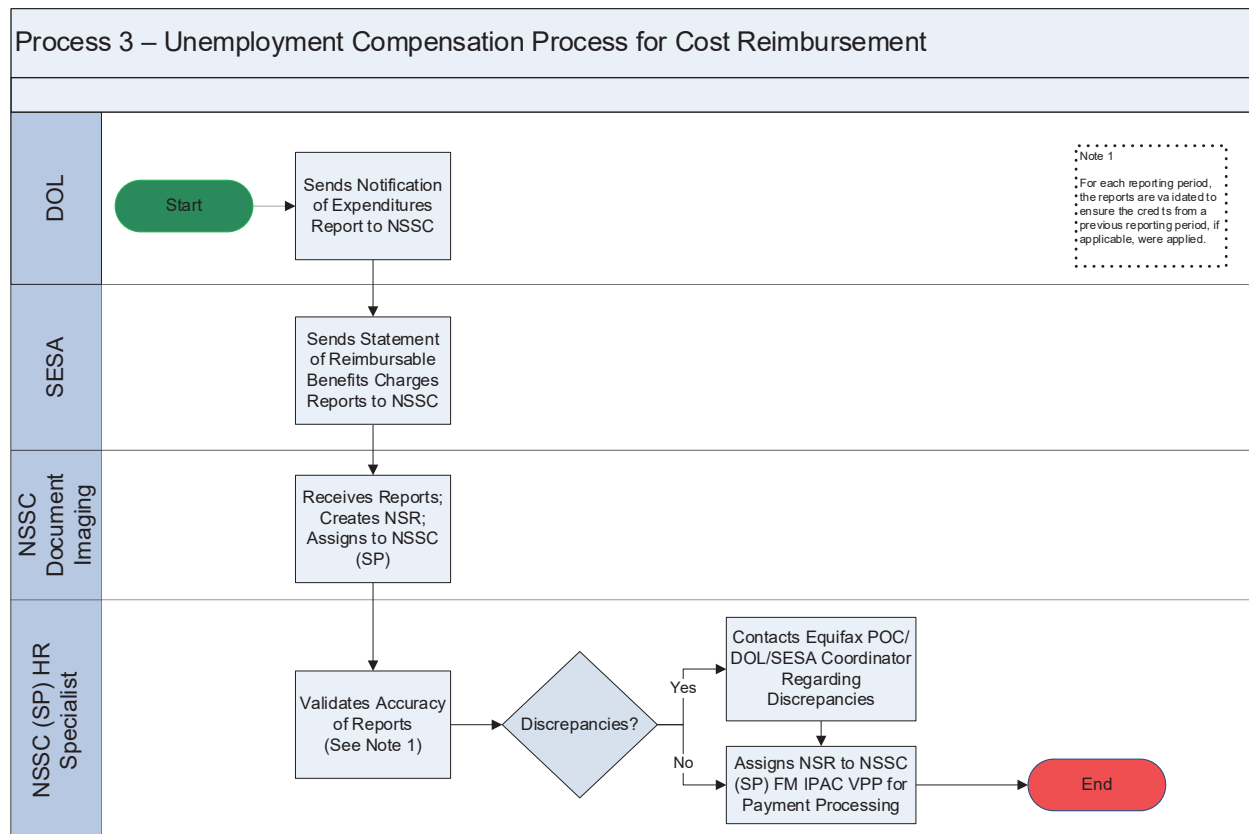 Process 3 – Unemployment Compensation Process for Cost Reimbursement
DOL
Start
Sends Notification
of Expenditures
Report to NSSC
Note 1
For each reporting period,
the reports are va idated to
ensure the cred ts from a
previous reporting period, if
applicable, were applied.
SESA
Sends Statement
of Reimbursable
Benefits Charges
Reports to NSSC
NSSC
Document
Imaging
Receives Reports;
Creates NSR;
Assigns to NSSC
(SP)
NSSC (SP) HR
Specialist
Validates Accuracy
of Reports
(See Note 1)
Discrepancies?
Yes
No
Contacts Equifax POC/
DOL/SESA Coordinator
Regarding
Discrepancies
Assigns NSR to NSSC
(SP) FM IPAC VPP for
Payment Processing
End